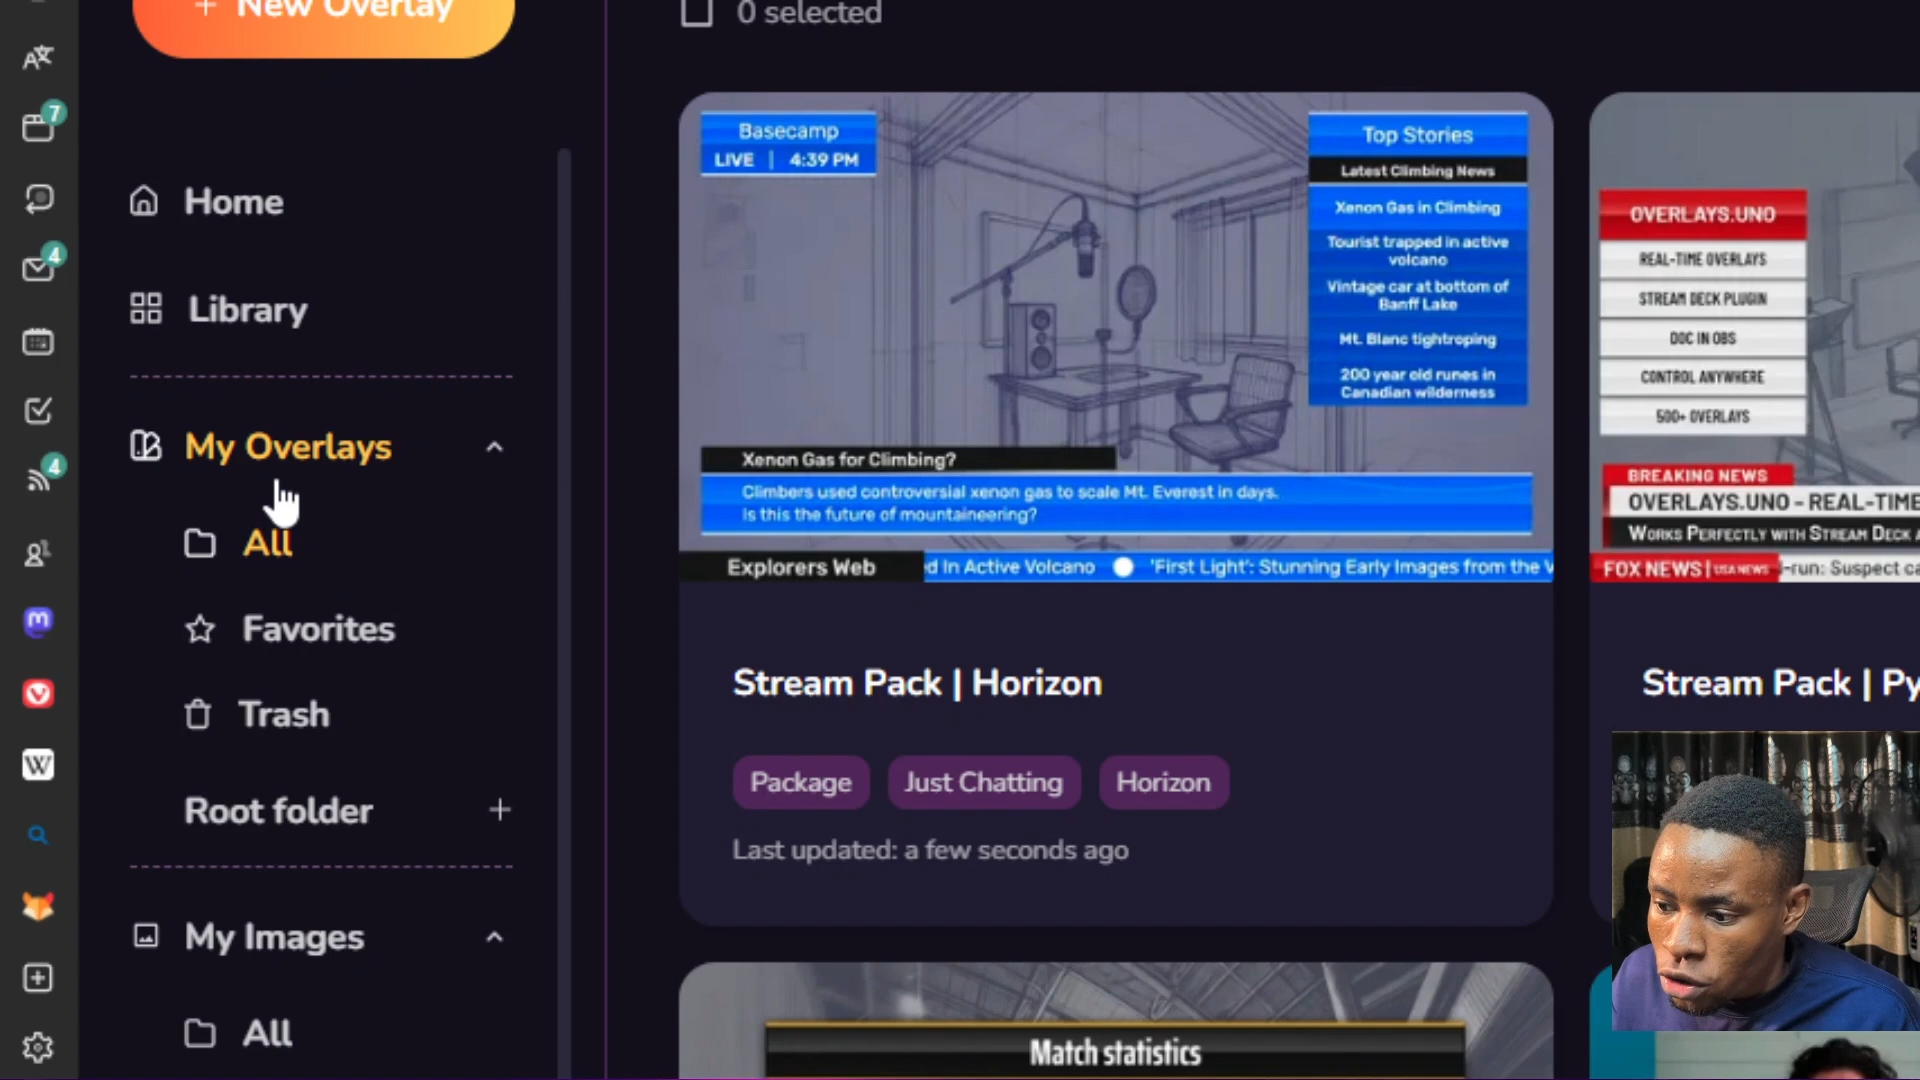 + New Overlay
0 selected
7
4
4
Home
Library
My Overlays
All
Favorites
Trash
Root folder +
My Images
All
W
Basecamp
LIVE | 4:39 PM
Top Stories
Latest Climbing News
Xenon Gas in Climbing
Tourist trapped in active
volcano
Vintage car at bottom of
Banff Lake
Mt. Blanc tightroping
200 year old runes in
Canadian wilderness
Xenon Gas for Climbing?
Climbers used controversial xenon gas to scale Mt. Everest in days.
Is this the future of mountaineering?
Explorers Web
d In Active Volcano 'First Light': Stunning Early Images from the V
Stream Pack | Horizon
Package Just Chatting Horizon
Last updated: a few seconds ago
Match statistics
OVERLAYS.UNO
REAL-TIME OVERLAYS
STREAM DECK PLUGIN
DOC IN OBS
CONTROL ANYWHERE
500+ OVERLAYS
BREAKING NEWS
OVERLAYS.UNO - REAL-TIME
WORKS PERFECTLY WITH STREAM DECK
FOX NEWS | USA NEWS -run: Suspect ca
Stream Pack | Py